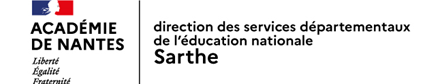 ACADÉMIE
DE NANTES
Liberté
Égalité
Fraternité
direction des services départementaux
de l'éducation nationale
Sarthe